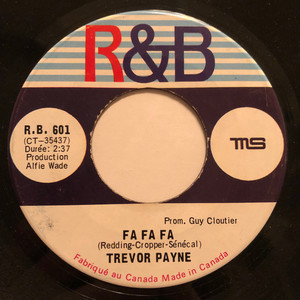 R&B
R.B. 601
(CT-35437)
Durée: 2:37
Production
Alfie Wade
MS
Prom. Guy Cloutier
FA FA FA
(Redding-Cropper-Sénécal)
TREVOR PAYNE
Fabriqué au Canada Made in Canada